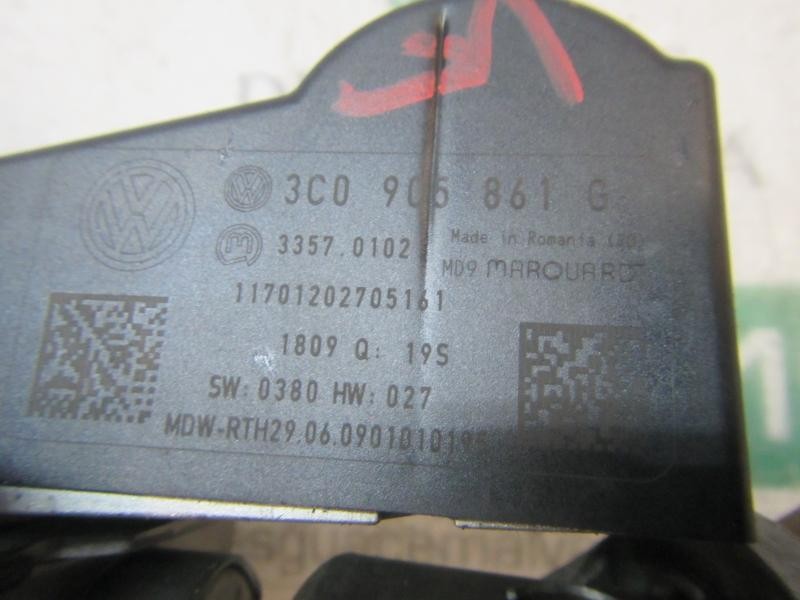 3C0 905 861 G
3357.0102 Made in Romania
MD9 MARQUARDT
11701202705161
1809 Q: 19S
SW: 0380 HW: 027
MDW-RTH29.06.0901010195